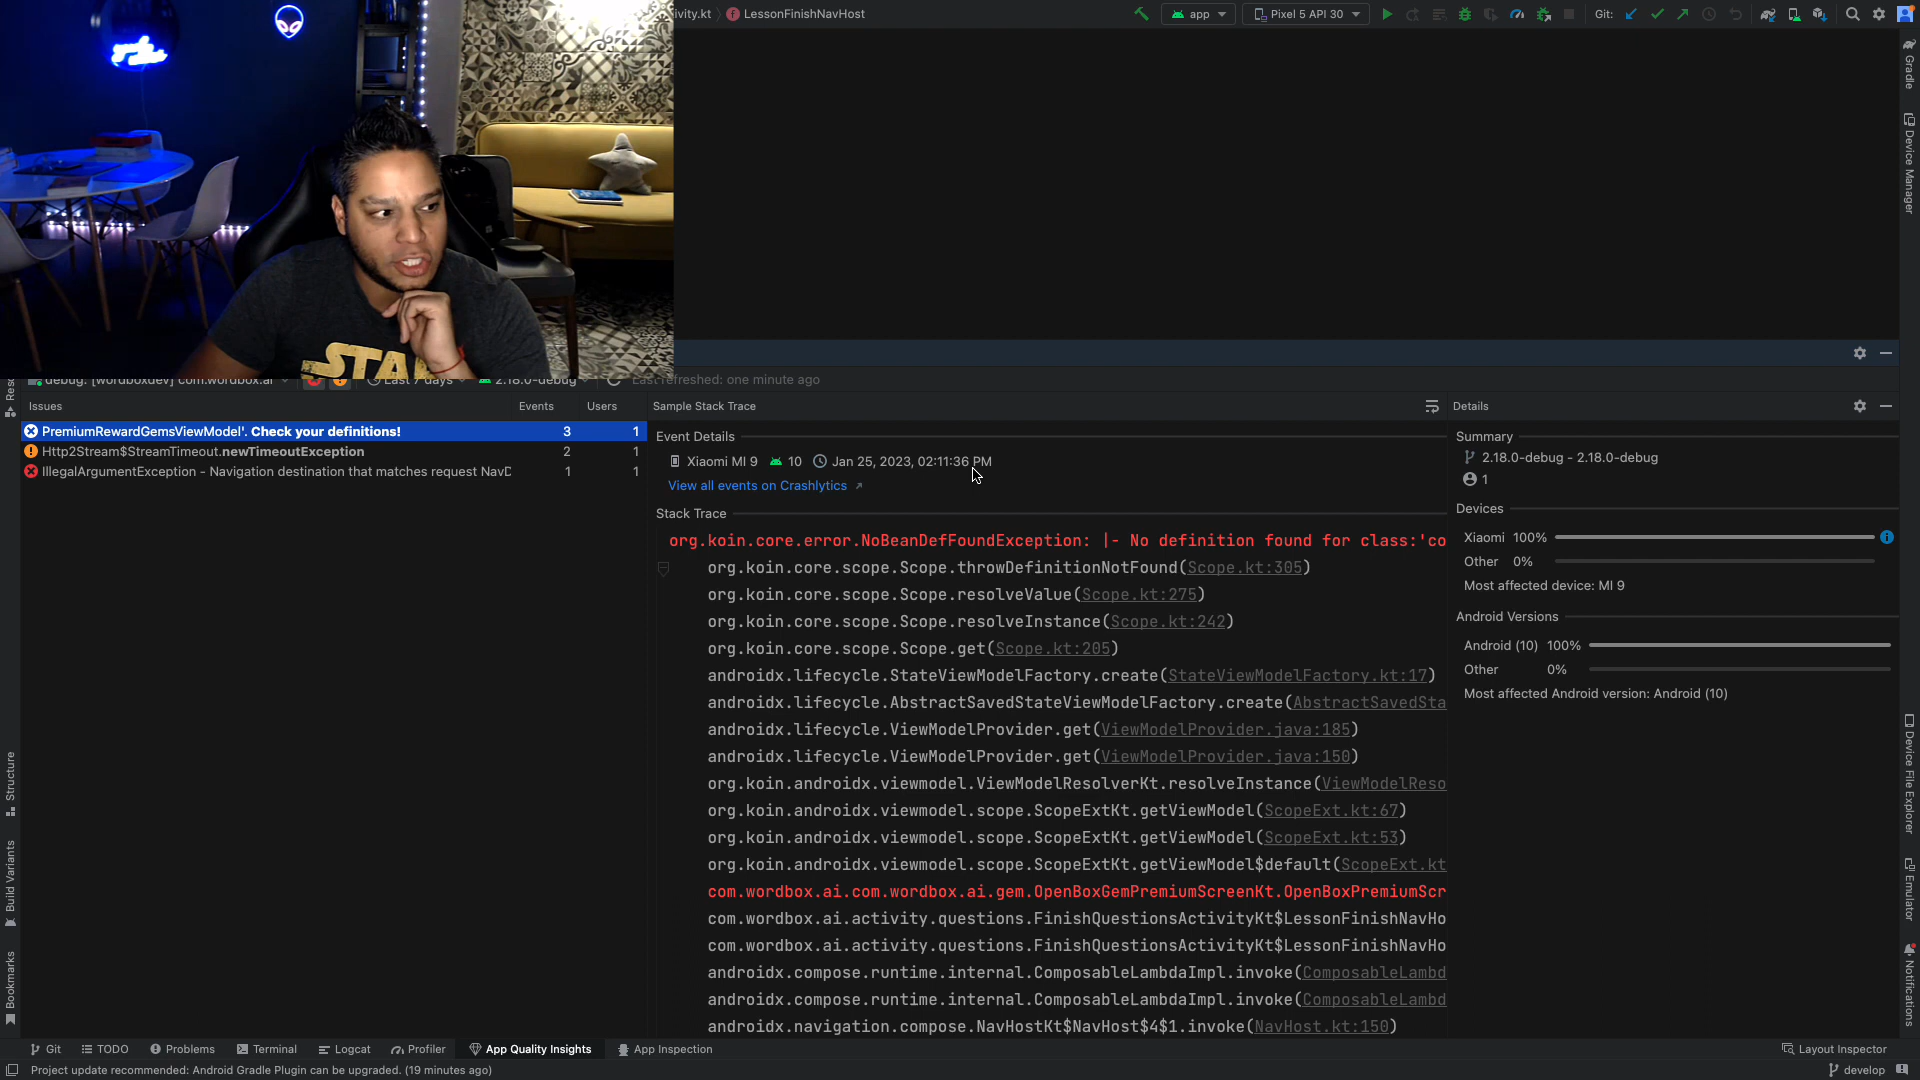 ivity.kt
LessonFinishNavHost
app
Pixel 5 API 30
Git:
Gradle
Device Manager
debug: [wordboxdev] com.wordbox.ai
Last 7 days
2.18.0-debug
Last refreshed: one minute ago
Issues
Events
Users
PremiumRewardGemsViewModel'. Check your definitions!
3
1
Http2Stream$StreamTimeout.newTimeoutException
2
1
IllegalArgumentException - Navigation destination that matches request NavD
1
1
Sample Stack Trace
Event Details
Xiaomi MI 9
10
Jan 25, 2023, 02:11:36 PM
View all events on Crashlytics
Stack Trace
org.koin.core.error.NoBeanDefFoundException: |- No definition found for class:'co
org.koin.core.scope.Scope.throwDefinitionNotFound(Scope.kt:305)
org.koin.core.scope.Scope.resolveValue(Scope.kt:275)
org.koin.core.scope.Scope.resolveInstance(Scope.kt:242)
org.koin.core.scope.Scope.get(Scope.kt:205)
androidx.lifecycle.StateViewModelFactory.create(StateViewModelFactory.kt:17)
androidx.lifecycle.AbstractSavedStateViewModelFactory.create(AbstractSavedSta
androidx.lifecycle.ViewModelProvider.get(ViewModelProvider.java:185)
androidx.lifecycle.ViewModelProvider.get(ViewModelProvider.java:150)
org.koin.androidx.viewmodel.ViewModelResolverKt.resolveInstance(ViewModelReso
org.koin.androidx.viewmodel.scope.ScopeExtKt.getViewModel(ScopeExt.kt:67)
org.koin.androidx.viewmodel.scope.ScopeExtKt.getViewModel(ScopeExt.kt:53)
org.koin.androidx.viewmodel.scope.ScopeExtKt.getViewModel$default(ScopeExt.kt
com.wordbox.ai.com.wordbox.ai.gem.OpenBoxGemPremiumScreenKt.OpenBoxPremiumScr
com.wordbox.ai.activity.questions.FinishQuestionsActivityKt$LessonFinishNavHo
com.wordbox.ai.activity.questions.FinishQuestionsActivityKt$LessonFinishNavHo
androidx.compose.runtime.internal.ComposableLambdaImpl.invoke(ComposableLambd
androidx.compose.runtime.internal.ComposableLambdaImpl.invoke(ComposableLambd
androidx.navigation.compose.NavHostKt$NavHost$4$1.invoke(NavHost.kt:150)
Details
Summary
2.18.0-debug - 2.18.0-debug
1
Devices
Xiaomi 100%
Other 0%
Most affected device: MI 9
Android Versions
Android (10) 100%
Other 0%
Most affected Android version: Android (10)
Structure
Build Variants
Bookmarks
Device File Explorer
Emulator
Notifications
Git
TODO
Problems
Terminal
Logcat
Profiler
App Quality Insights
App Inspection
Layout Inspector
Project update recommended: Android Gradle Plugin can be upgraded. (19 minutes ago)
develop
STA